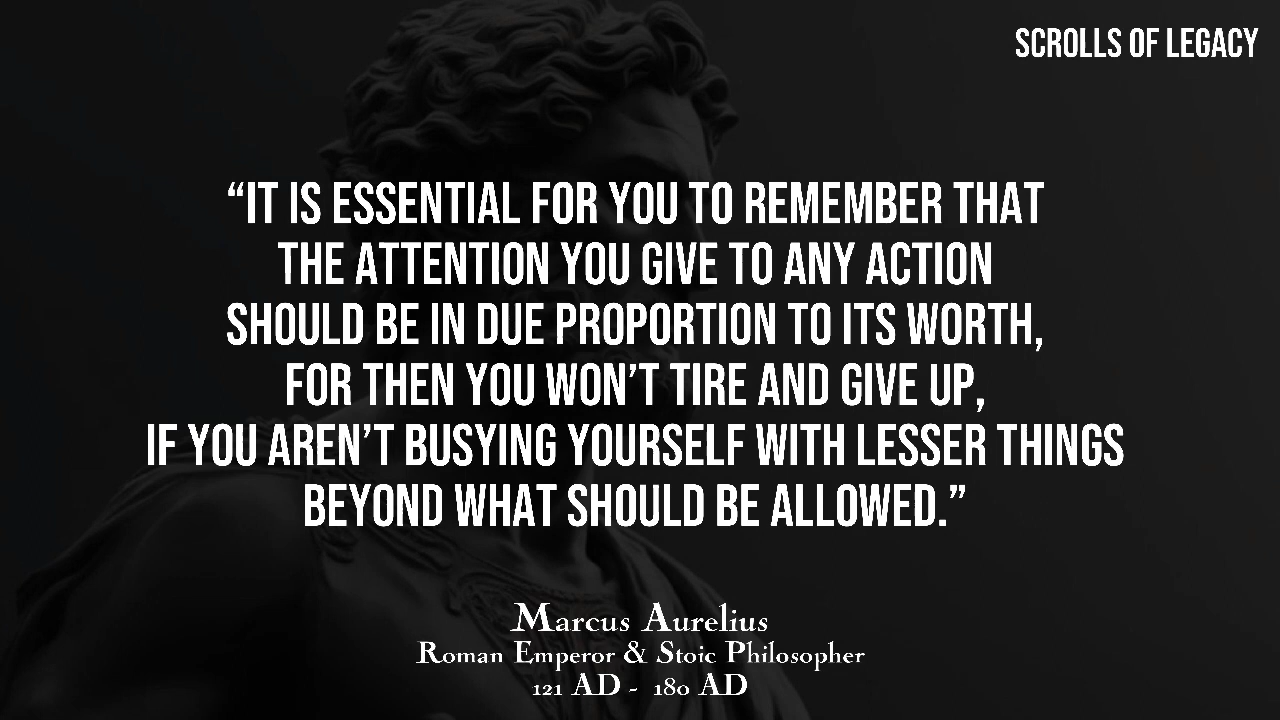 SCROLLS OF LEGACY
“IT IS ESSENTIAL FOR YOU TO REMEMBER THAT
THE ATTENTION YOU GIVE TO ANY ACTION
SHOULD BE IN DUE PROPORTION TO ITS WORTH,
FOR THEN YOU WON’T TIRE AND GIVE UP,
IF YOU AREN’T BUSYING YOURSELF WITH LESSER THINGS
BEYOND WHAT SHOULD BE ALLOWED.”
Marcus Aurelius
Roman Emperor & Stoic Philosopher
121 AD - 180 AD